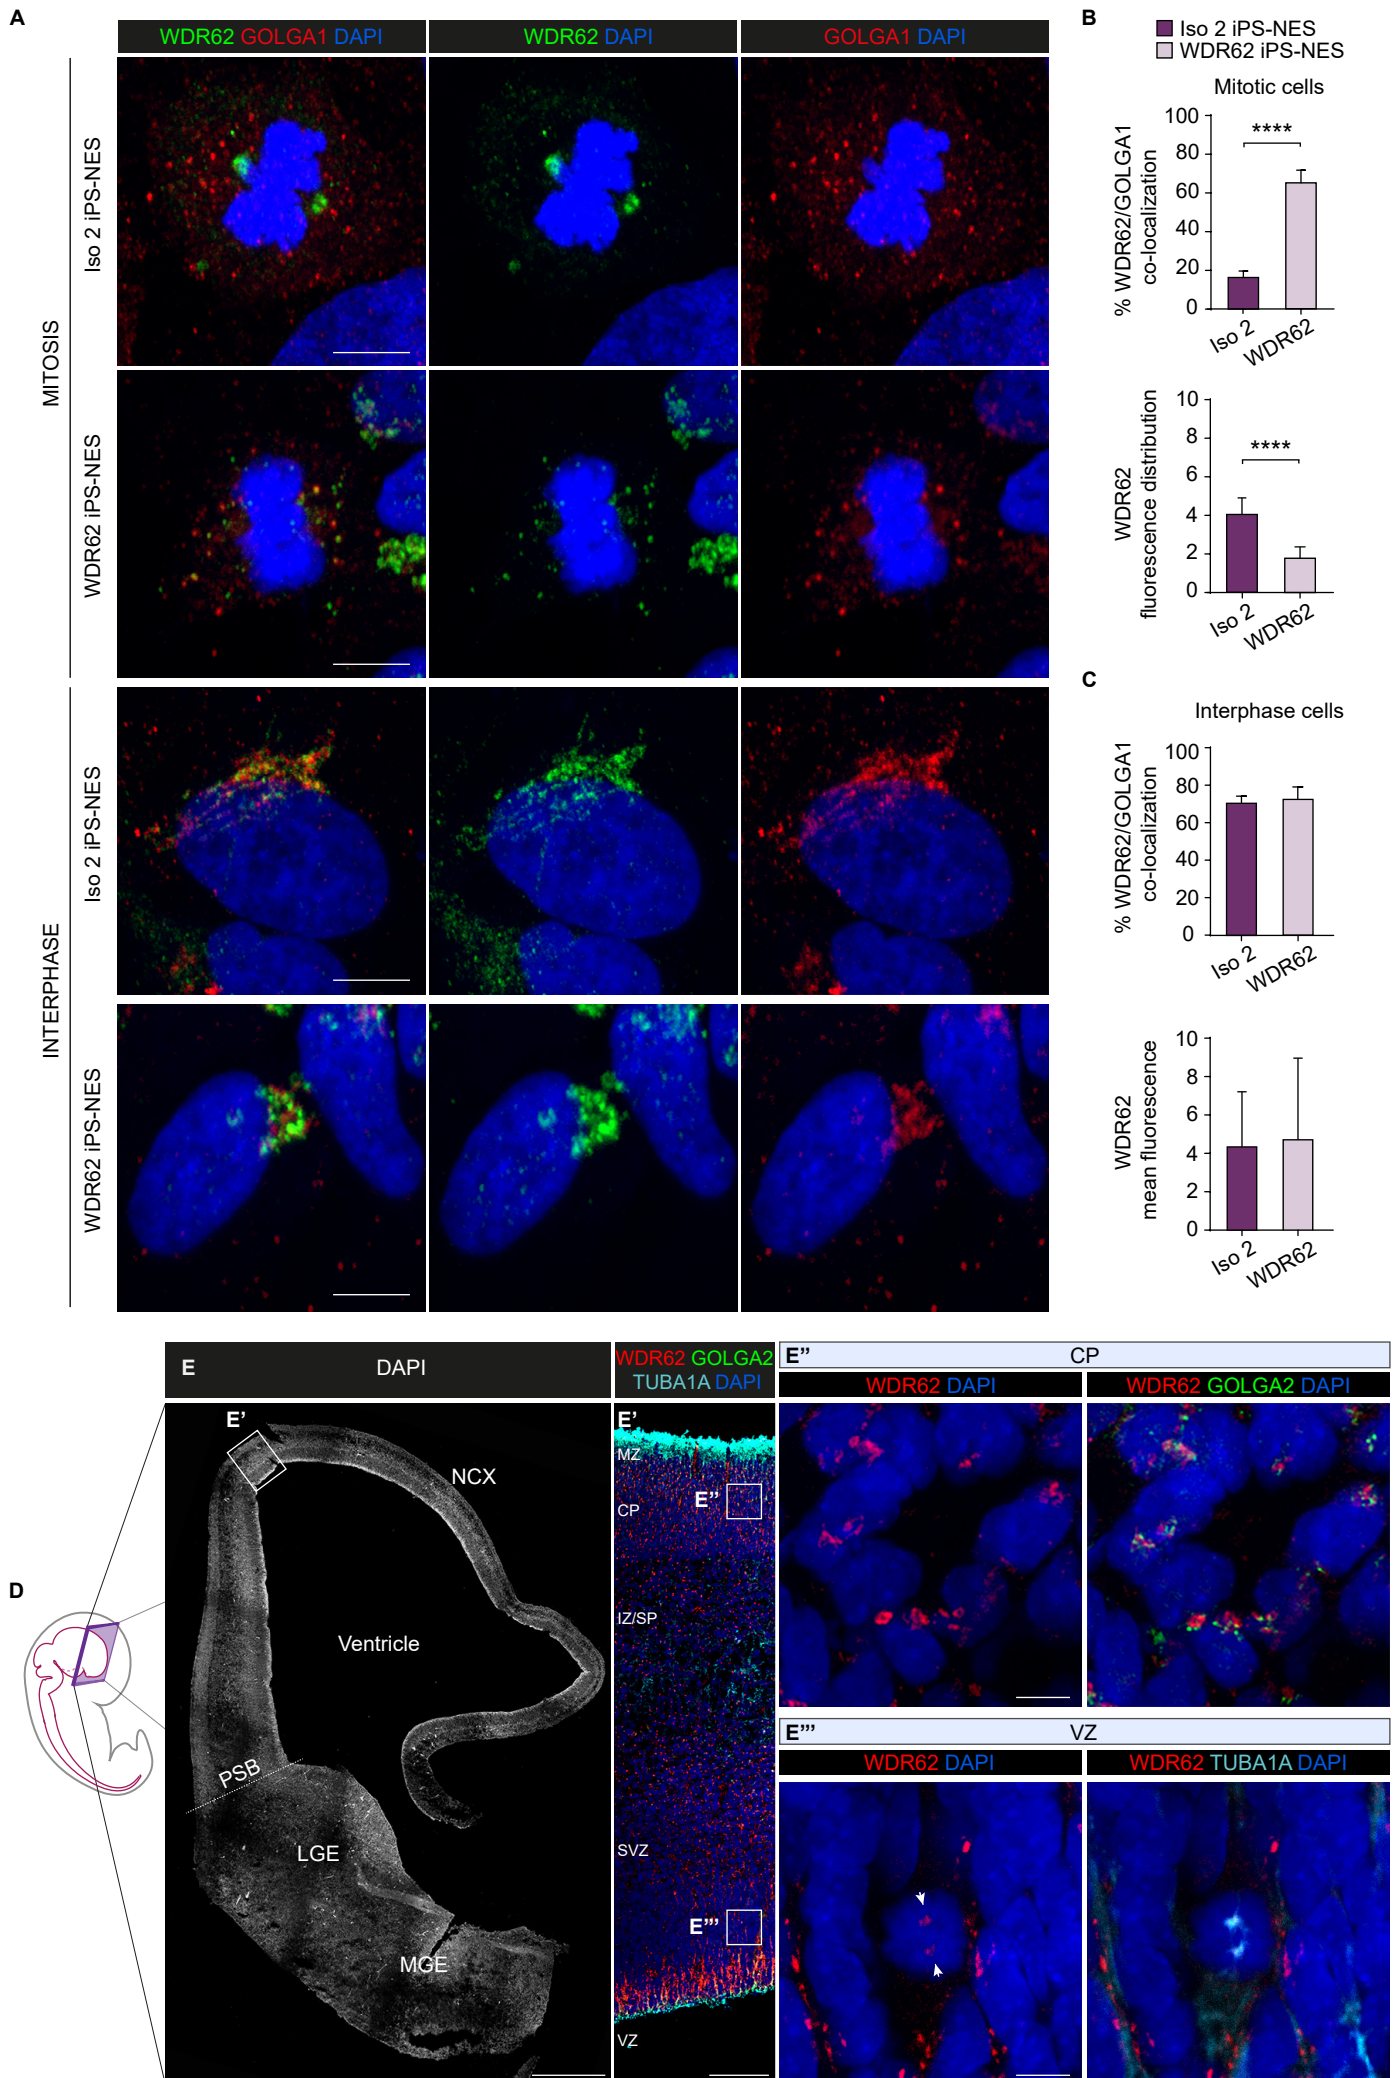 A
WDR62 GOLGA1 DAPI
WDR62 DAPI
GOLGA1 DAPI
MITOSIS
Iso 2 iPS-NES
WDR62 iPS-NES
INTERPHASE
Iso 2 iPS-NES
WDR62 iPS-NES
B
Iso 2 iPS-NES
WDR62 iPS-NES
Mitotic cells
% WDR62/GOLGA1
co-localization
100
80
60
40
20
0
****
Iso 2
WDR62
WDR62
fluorescence distribution
10
8
6
4
2
0
****
Iso 2
WDR62
C
Interphase cells
% WDR62/GOLGA1
co-localization
100
80
60
40
20
0
Iso 2
WDR62
WDR62
mean fluorescence
10
8
6
4
2
0
Iso 2
WDR62
D
E
DAPI
E’
NCX
Ventricle
PSB
LGE
MGE
WDR62 GOLGA2
TUBA1A DAPI
E’
MZ
E’’
CP
IZ/SP
SVZ
E’’’
VZ
E’’
CP
WDR62 DAPI
WDR62 GOLGA2 DAPI
E’’’
VZ
WDR62 DAPI
WDR62 TUBA1A DAPI